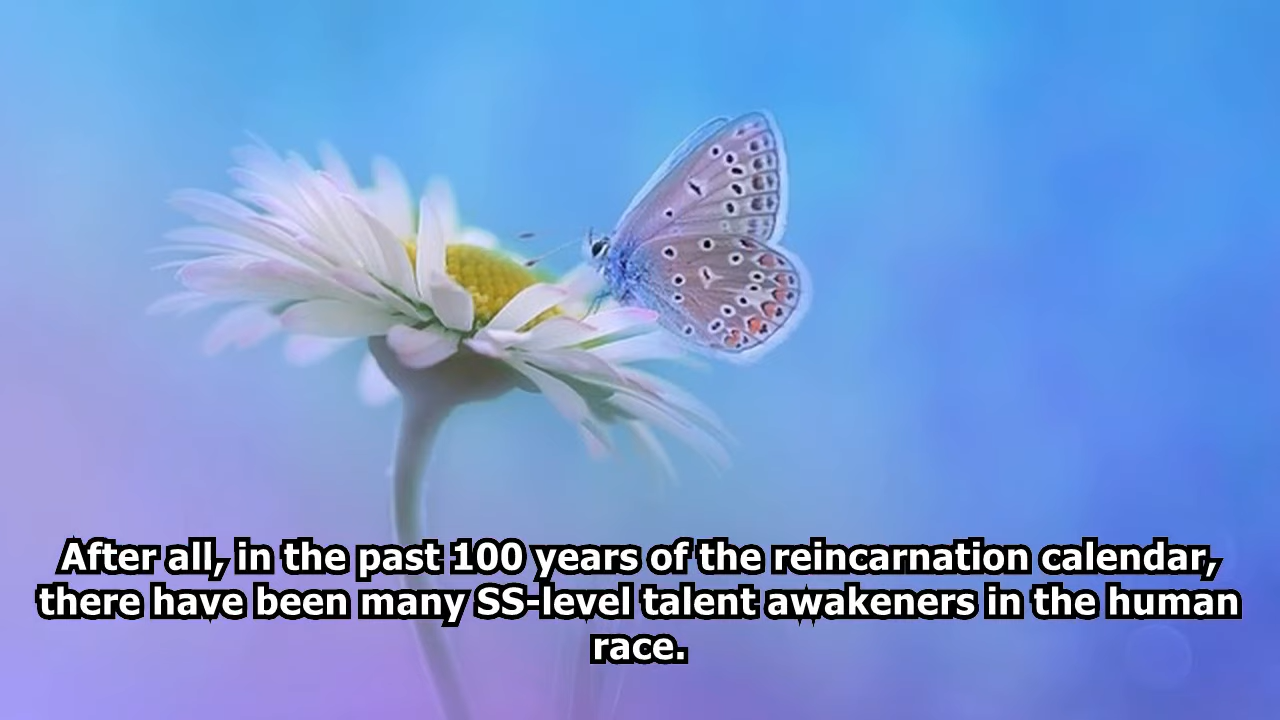 After all, in the past 100 years of the reincarnation calendar,
there have been many SS-level talent awakeners in the human
race.